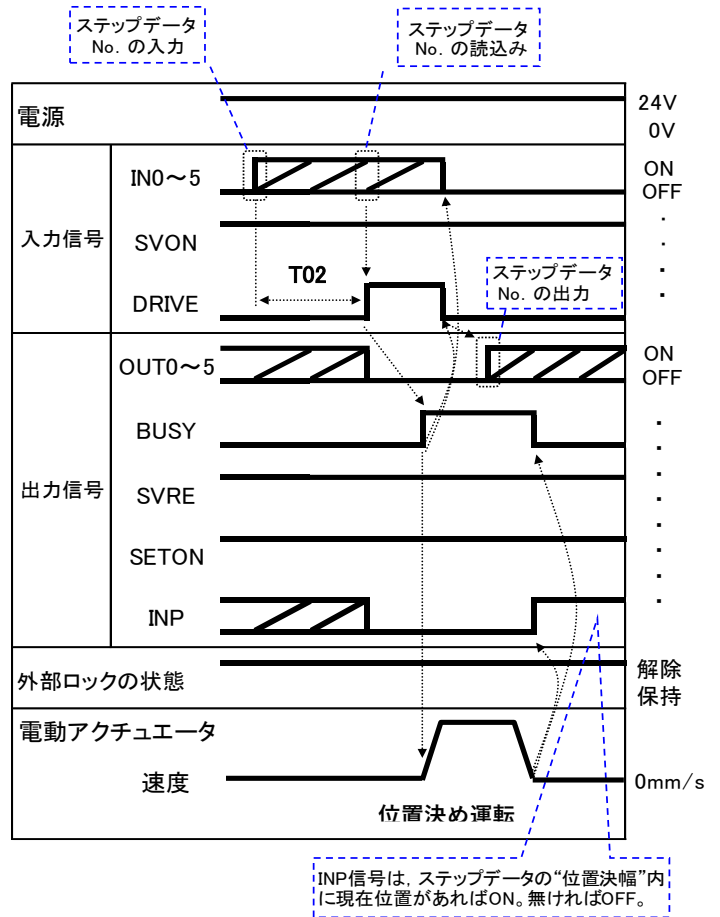 ステップデータ
No. の入力
ステップデータ
No. の読込み
電源
24V
0V
入力信号
IN0～5
ON
OFF
SVON
T02
DRIVE
ステップデータ
No. の出力
出力信号
OUT0～5
ON
OFF
BUSY
SVRE
SETON
INP
外部ロックの状態
解除
保持
電動アクチュエータ
速度
0mm/s
位置決め運転
INP信号は，ステップデータの“位置決幅”内
に現在位置があればON。無ければOFF。